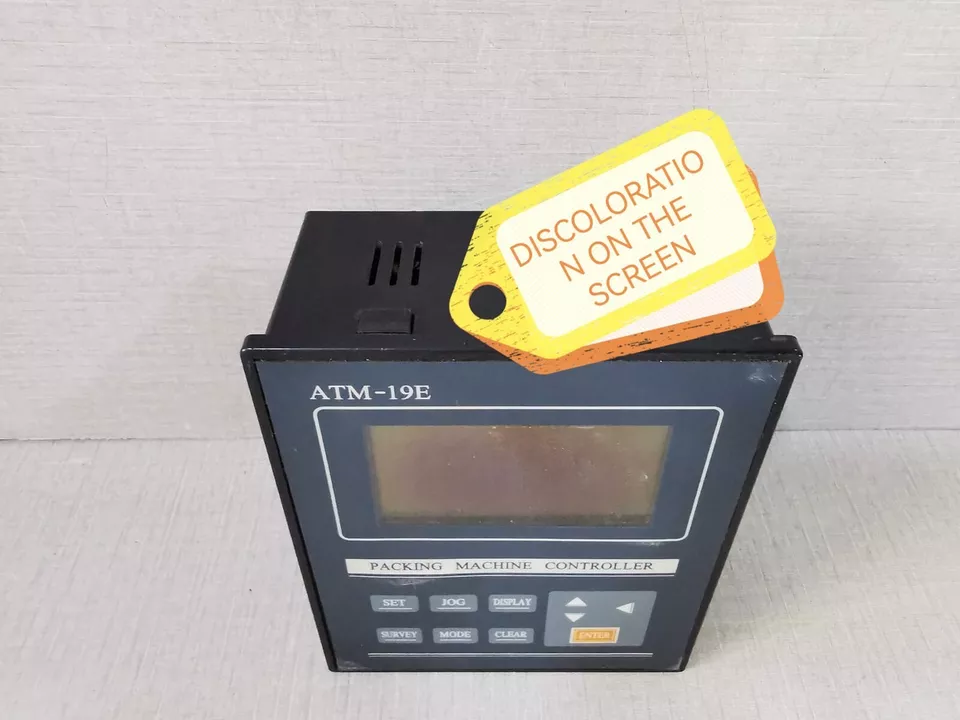 DISCOLORATIO
N ON THE
SCREEN
ATM-19E
PACKING MACHINE CONTROLLER
SET JOG DISPLAY
SURVEY MODE CLEAR ENTER